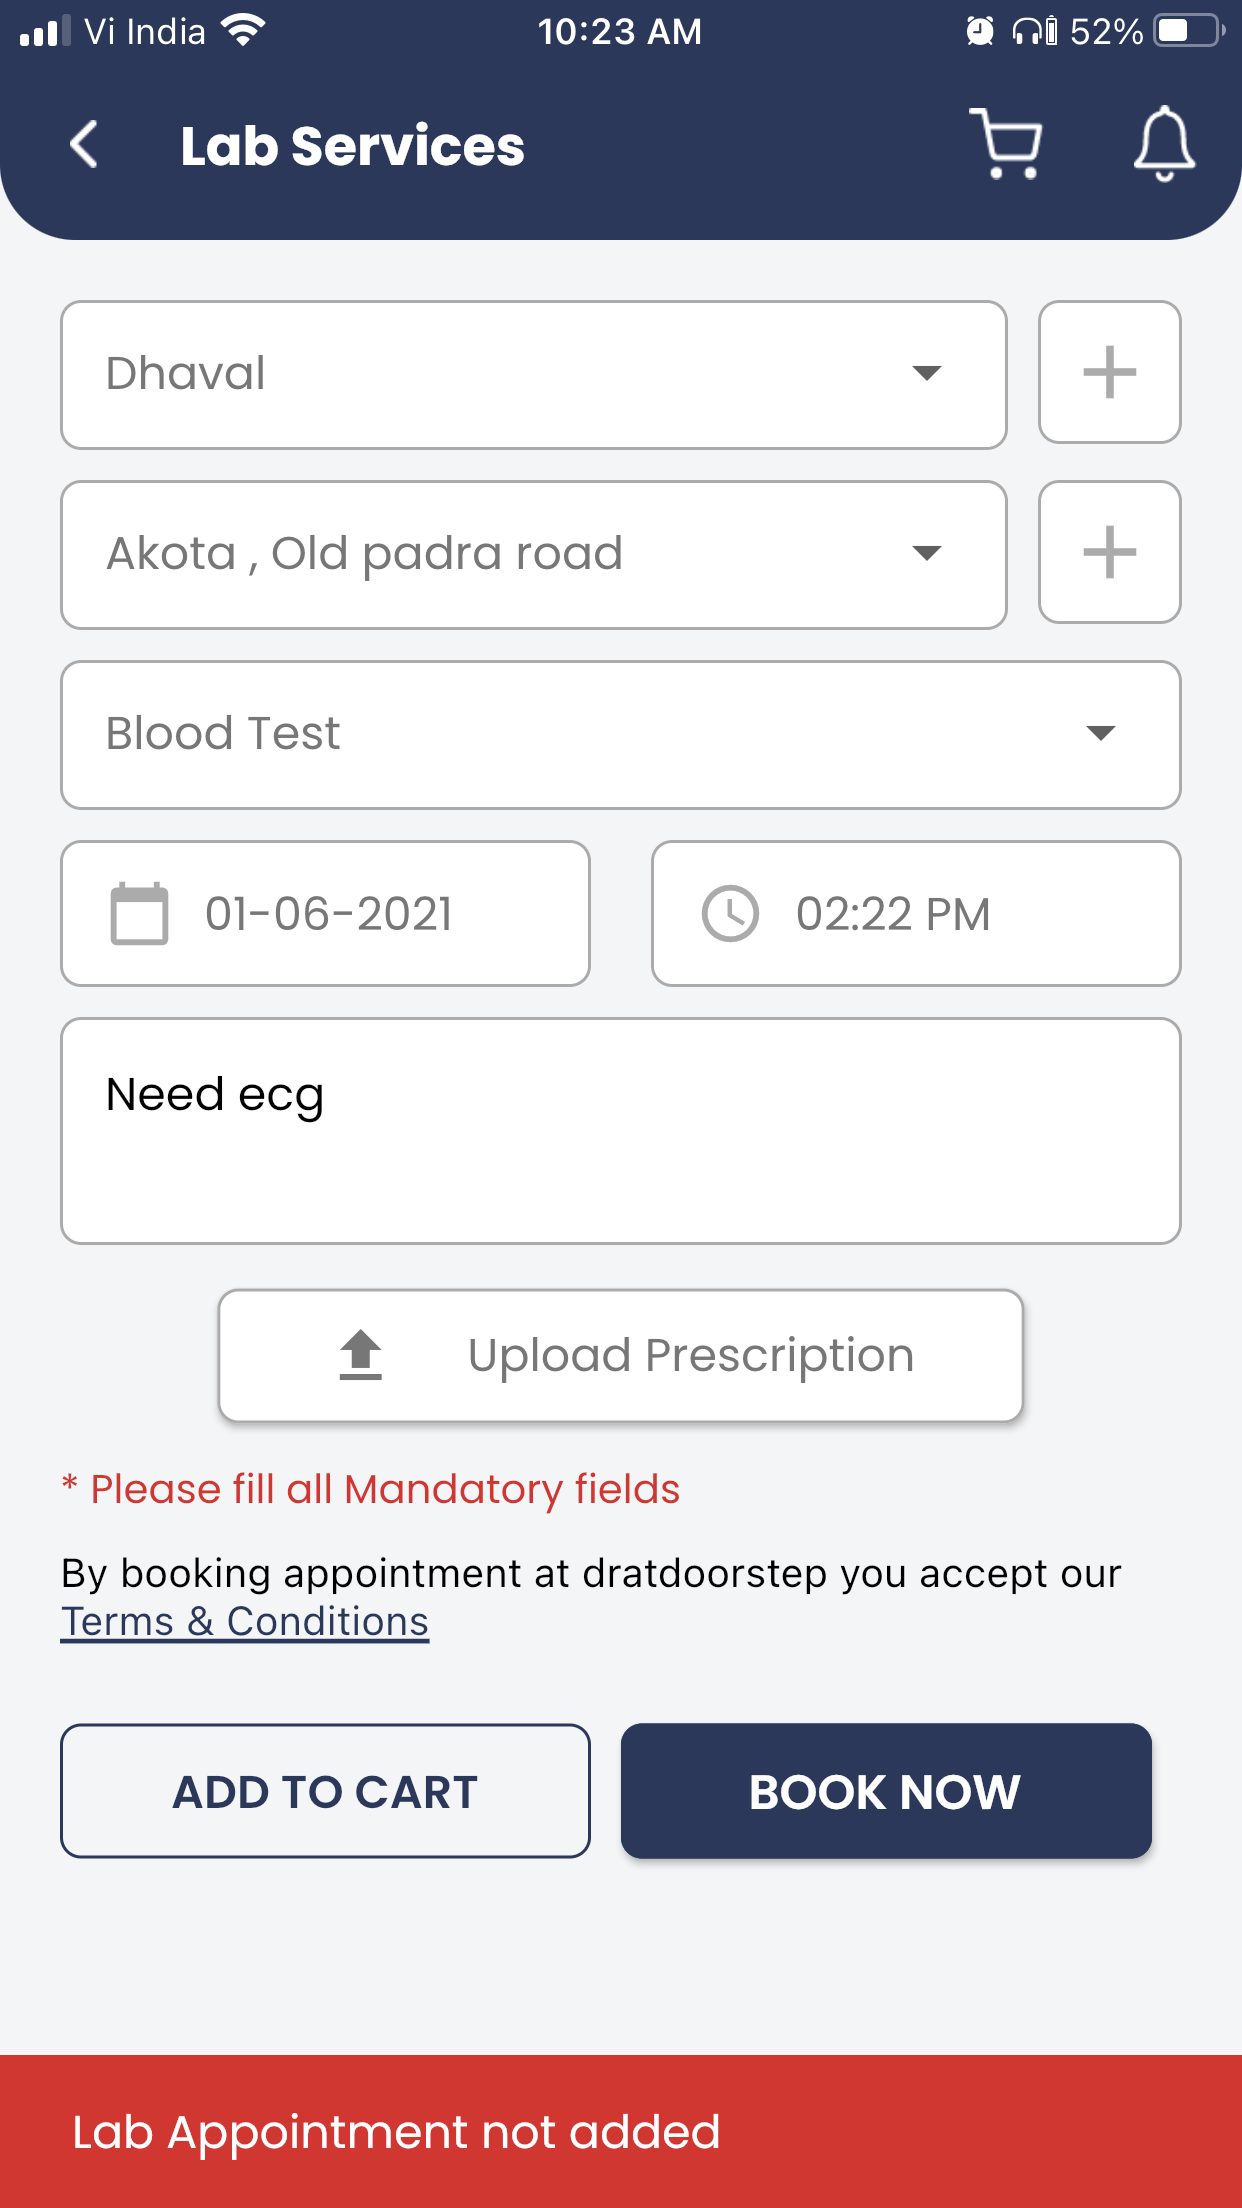 Vi India 10:23 AM 52%
Lab Services
Dhaval
Akota , Old padra road
Blood Test
01-06-2021 02:22 PM
Need ecg
Upload Prescription
* Please fill all Mandatory fields
By booking appointment at dratdoorstep you accept our
Terms & Conditions
ADD TO CART BOOK NOW
Lab Appointment not added